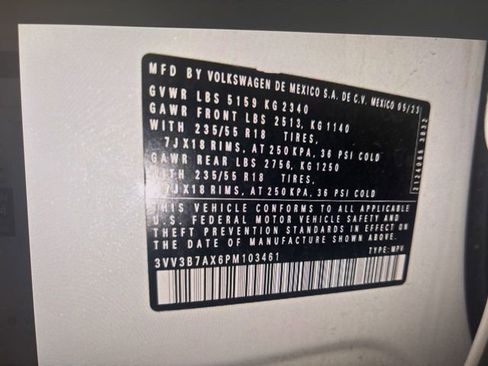 MFD BY VOLKSWAGEN DE MEXICO S.A. DE C.V. MEXICO 05/23
GVWR LBS 5159 KG 2340
GAWR FRONT LBS 2513, KG 1140
WITH 235/55 R18 TIRES,
7JX18 RIMS, AT 250 KPA, 36 PSI COLD
GAWR REAR LBS 2756, KG 1250
WITH 235/55 R18 TIRES,
7JX18 RIMS, AT 250 KPA, 36 PSI COLD
THIS VEHICLE CONFORMS TO ALL APPLICABLE
U.S. FEDERAL MOTOR VEHICLE SAFETY AND
THEFT PREVENTION STANDARDS IN EFFECT ON
THE DATE OF MANUFACTURE SHOWN ABOVE.
3VV3B7AX6PM103461 TYPE: MPV